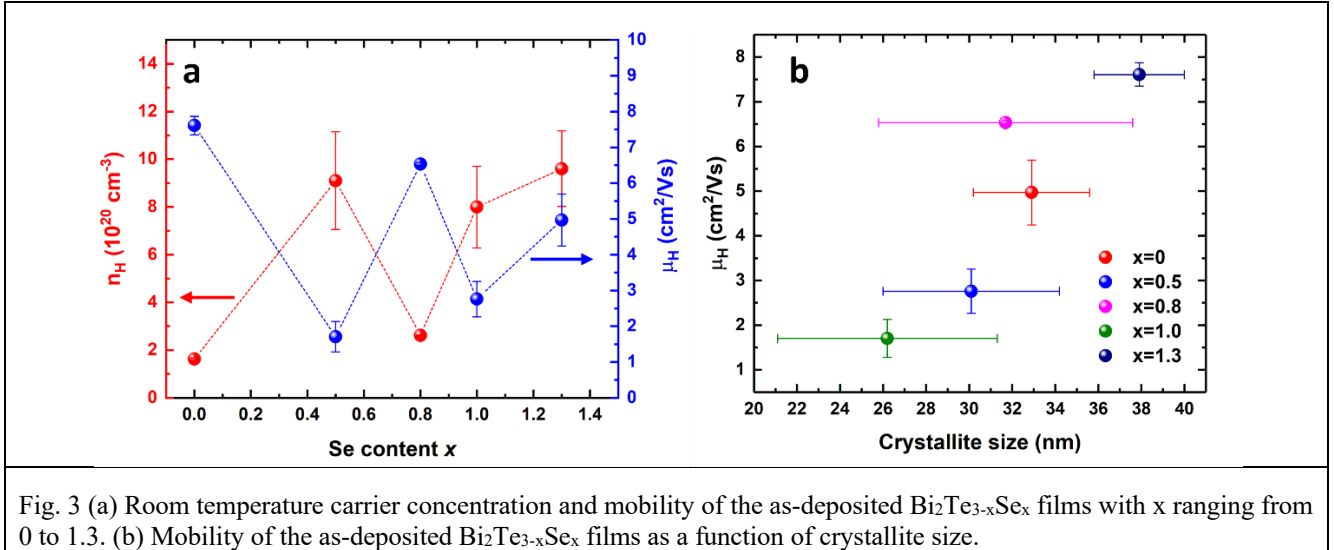 a
14
12
10
8
6
4
2
0
n_H (10^20 cm^-3)
10
9
8
7
6
5
4
3
2
1
0
μ_H (cm^2/Vs)
0.0 0.2 0.4 0.6 0.8 1.0 1.2 1.4
Se content x
b
8
7
6
5
4
3
2
1
μ_H (cm^2/Vs)
x=0
x=0.5
x=0.8
x=1.0
x=1.3
20 22 24 26 28 30 32 34 36 38 40
Crystallite size (nm)
Fig. 3 (a) Room temperature carrier concentration and mobility of the as-deposited Bi₂Te₃₋ₓSeₓ films with x ranging from
0 to 1.3. (b) Mobility of the as-deposited Bi₂Te₃₋ₓSeₓ films as a function of crystallite size.